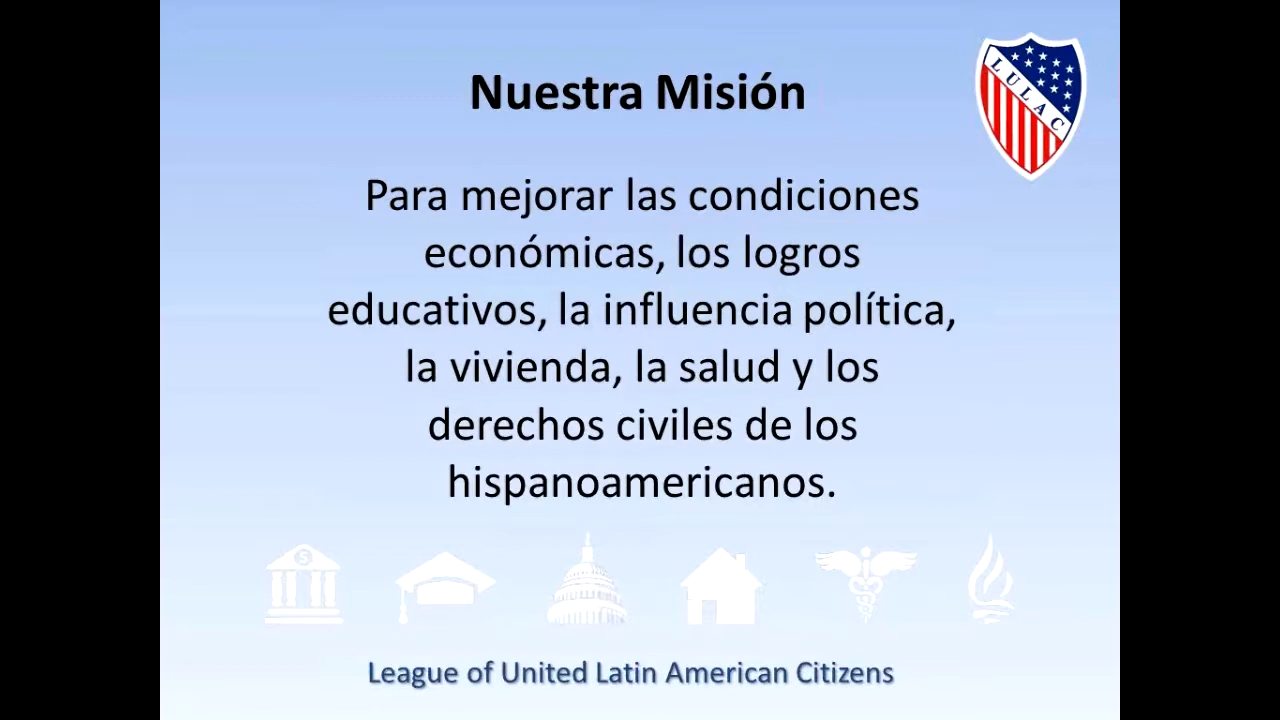 Nuestra Misión
LULAC
Para mejorar las condiciones
económicas, los logros
educativos, la influencia política,
la vivienda, la salud y los
derechos civiles de los
hispanoamericanos.
$
League of United Latin American Citizens